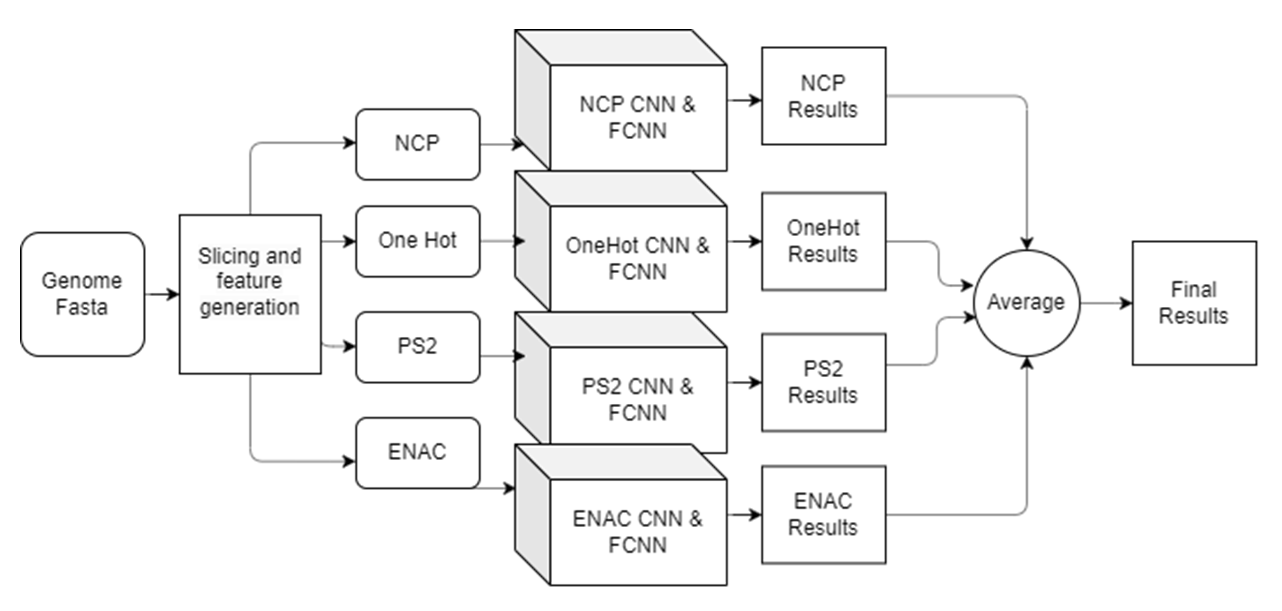 Genome
Fasta
Slicing and
feature
generation
NCP
One Hot
PS2
ENAC
NCP CNN &
FCNN
OneHot CNN &
FCNN
PS2 CNN &
FCNN
ENAC CNN &
FCNN
NCP
Results
OneHot
Results
PS2
Results
ENAC
Results
Average
Final
Results